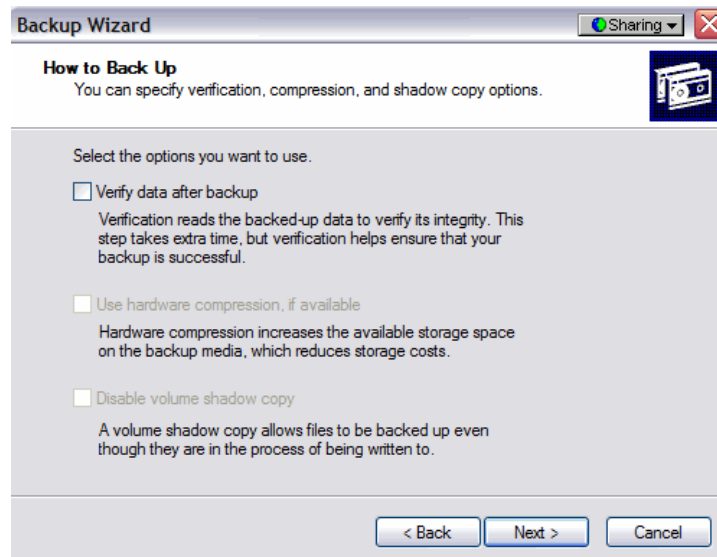 Backup Wizard
Sharing
How to Back Up
You can specify verification, compression, and shadow copy options.
Select the options you want to use.
Verify data after backup
Verification reads the backed-up data to verify its integrity. This
step takes extra time, but verification helps ensure that your
backup is successful.
Use hardware compression, if available
Hardware compression increases the available storage space
on the backup media, which reduces storage costs.
Disable volume shadow copy
A volume shadow copy allows files to be backed up even
though they are in the process of being written to.
< Back Next > Cancel